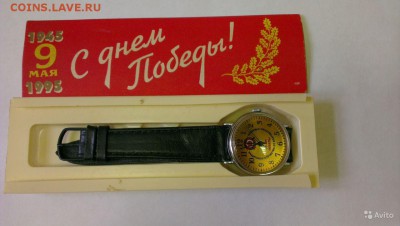 COINS.LAVE.RU
1945
9
МАЯ
1995
С днем
Победы!
Avito